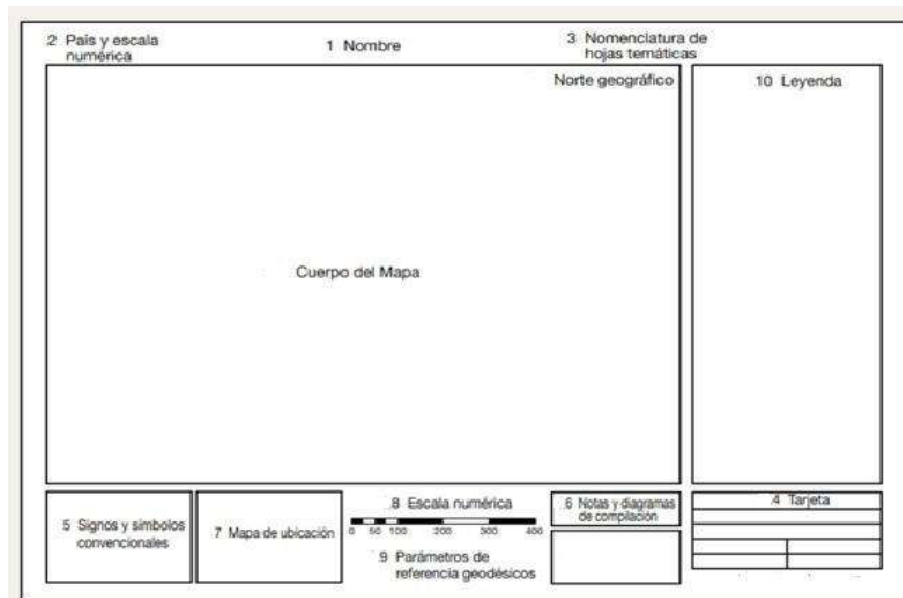 2 País y escala
numérica
1 Nombre
3 Nomenclatura de
hojas temáticas
Norte geográfico
10 Leyenda
Cuerpo del Mapa
5 Signos y símbolos
convencionales
7 Mapa de ubicación
8 Escala numérica
0 50 100 200 300 400
9 Parámetros de
referencia geodésicos
6 Notas y diagramas
de compilación
4 Tarjeta